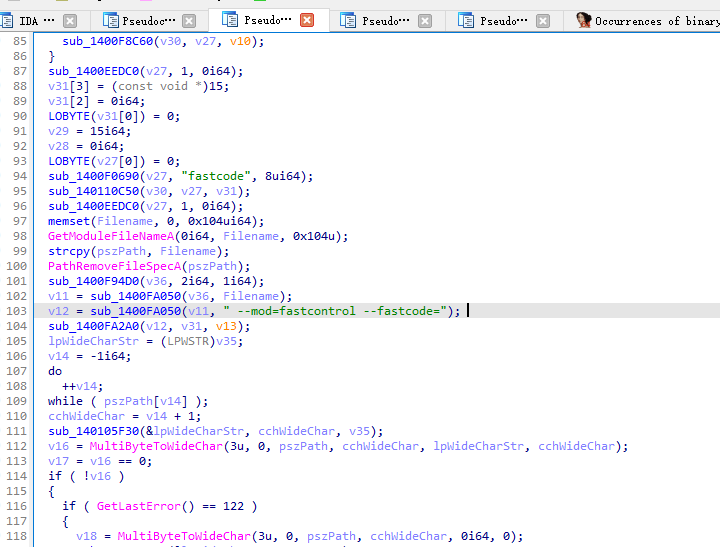 IDA ··· Pseudoc··· Pseudo··· Pseudo··· Pseudo··· Occurrences of binary
85 sub_1400F8C60(v30, v27, v10);
86 }
87 sub_1400EEDC0(v27, 1, 0i64);
88 v31[3] = (const void *)15;
89 v31[2] = 0i64;
90 LOBYTE(v31[0]) = 0;
91 v29 = 15i64;
92 v28 = 0i64;
93 LOBYTE(v27[0]) = 0;
94 sub_1400F0690(v27, "fastcode", 8ui64);
95 sub_140110C50(v30, v27, v31);
96 sub_1400EEDC0(v27, 1, 0i64);
97 memset(Filename, 0, 0x104ui64);
98 GetModuleFileNameA(0i64, Filename, 0x104u);
99 strcpy(pszPath, Filename);
100 PathRemoveFileSpecA(pszPath);
101 sub_1400F94D0(v36, 2i64, 1i64);
102 v11 = sub_1400FA050(v36, Filename);
103 v12 = sub_1400FA050(v11, " --mod=fastcontrol --fastcode=");
104 sub_1400FA2A0(v12, v31, v13);
105 lpWideCharStr = (LPWSTR)v35;
106 v14 = -1i64;
107 do
108 ++v14;
109 while ( pszPath[v14] );
110 cchWideChar = v14 + 1;
111 sub_140105F30(&lpWideCharStr, cchWideChar, v35);
112 v16 = MultiByteToWideChar(3u, 0, pszPath, cchWideChar, lpWideCharStr, cchWideChar);
113 v17 = v16 == 0;
114 if ( !v16 )
115 {
116 if ( GetLastError() == 122 )
117 {
118 v18 = MultiByteToWideChar(3u, 0, pszPath, cchWideChar, 0i64, 0);